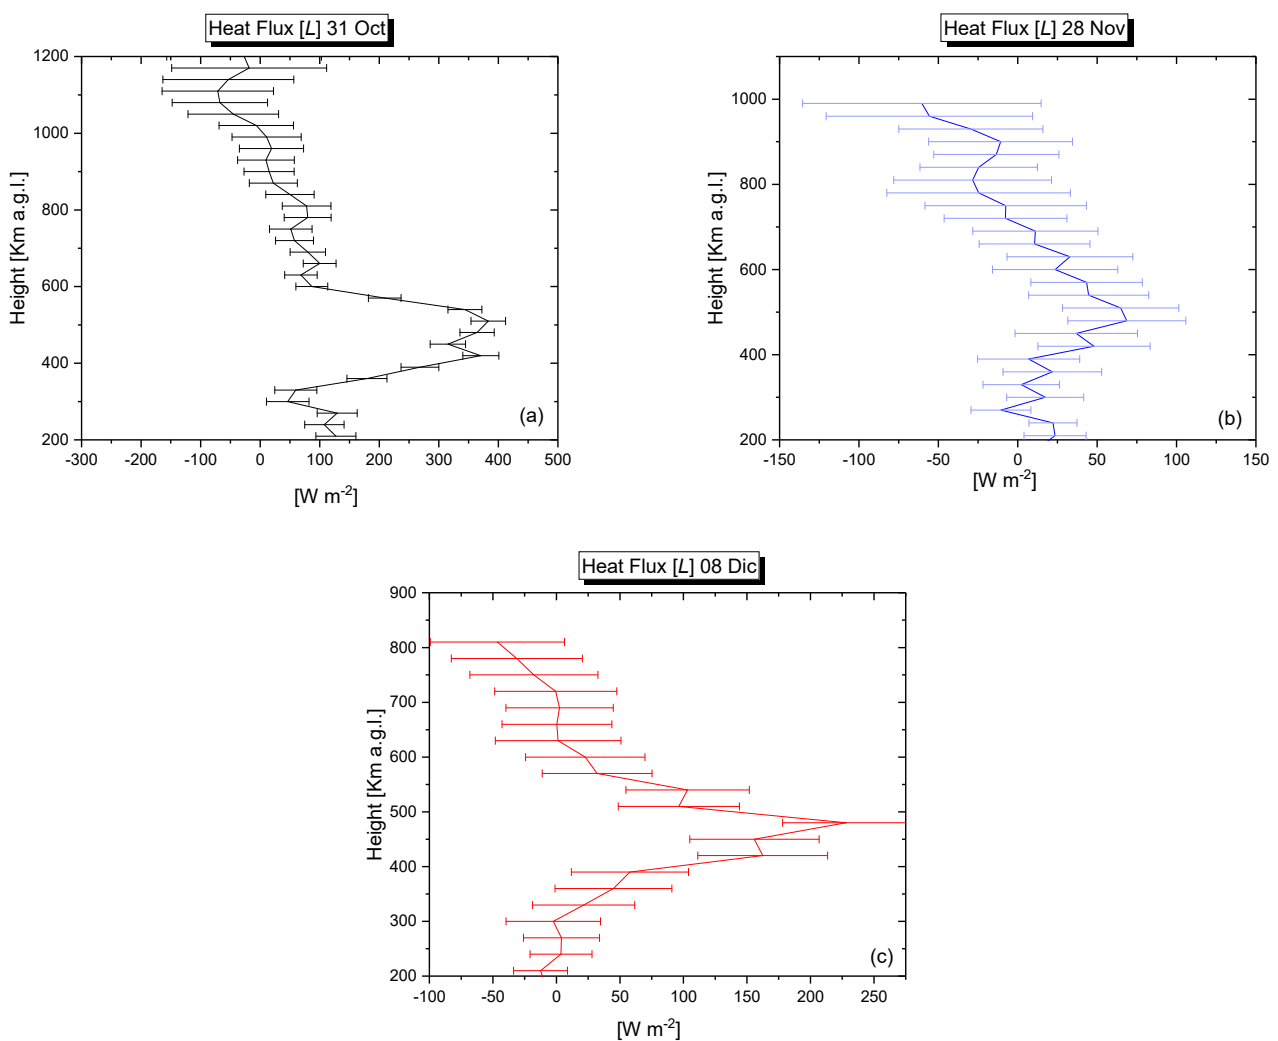 Heat Flux [L] 31 Oct
1200
1000
800
600
400
200
Height [Km a.g.l.]
-300 -200 -100 0 100 200 300 400 500
[W m-2]
(a)
Heat Flux [L] 28 Nov
1000
800
600
400
200
Height [Km a.g.l.]
-150 -100 -50 0 50 100 150
[W m-2]
(b)
Heat Flux [L] 08 Dic
900
800
700
600
500
400
300
200
Height [Km a.g.l.]
-100 -50 0 50 100 150 200 250
[W m-2]
(c)